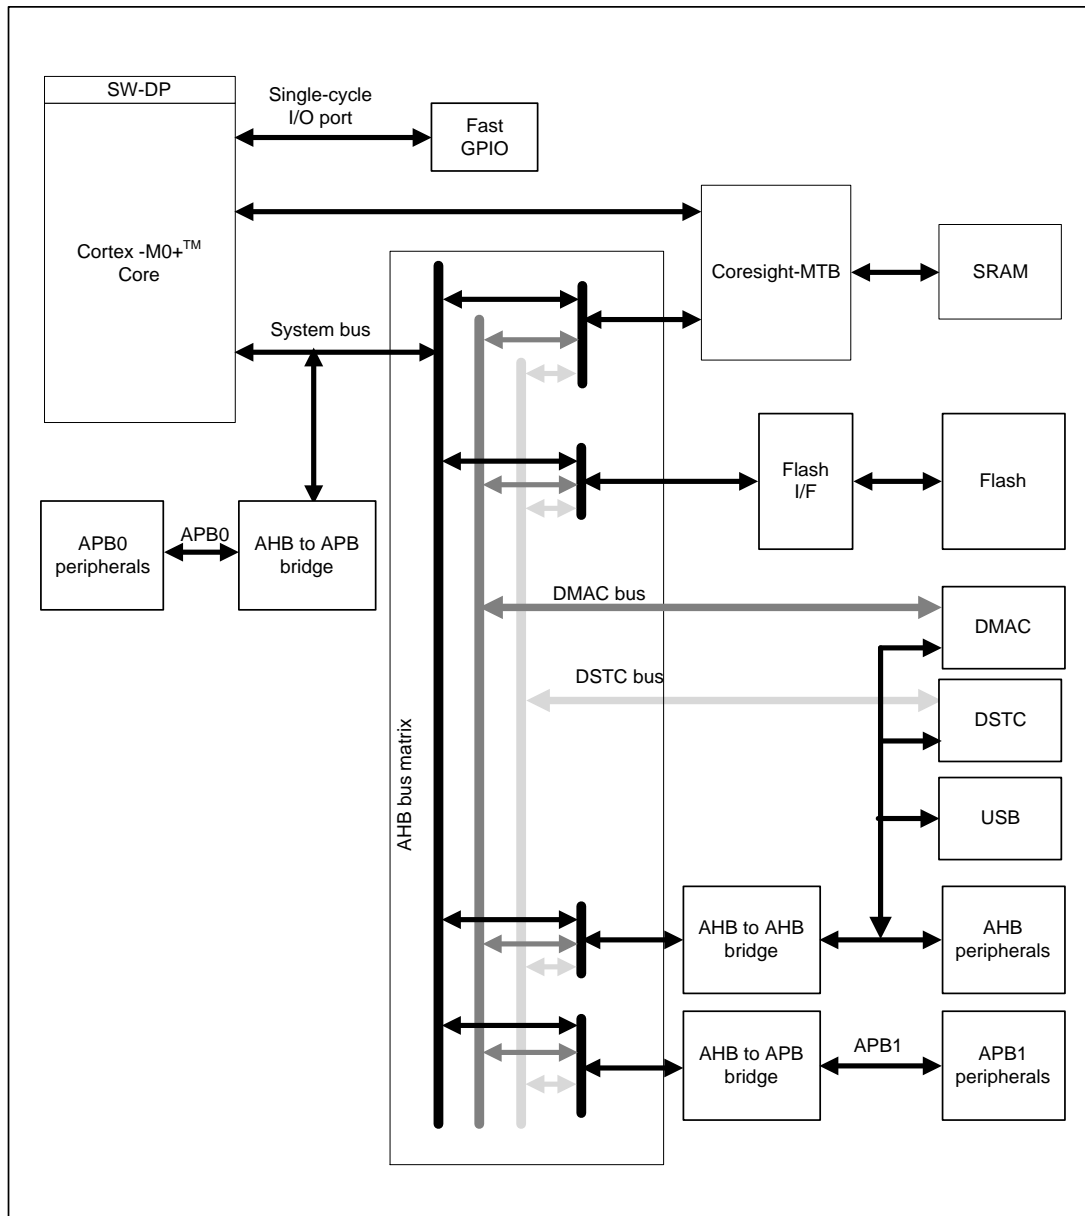 SW-DP
Single-cycle
I/O port
Fast
GPIO
Cortex -M0+™
Core
Coresight-MTB
SRAM
System bus
Flash
I/F
Flash
APB0
peripherals
APB0
AHB to APB
bridge
DMAC bus
DMAC
DSTC bus
DSTC
AHB bus matrix
USB
AHB to AHB
bridge
AHB
peripherals
AHB to APB
bridge
APB1
APB1
peripherals